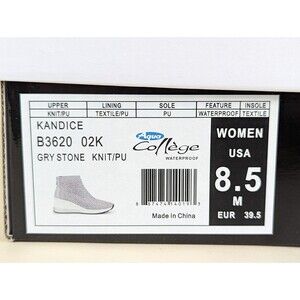 UPPER LINING SOLE FEATURE INSOLE
KNIT/PU TEXTILE/PU PU WATERPROOF TEXTILE
KANDICE
B3620 02K
GRY STONE KNIT/PU
Aqua
College
WATERPROOF
Made in China
WOMEN
USA
8.5
M
EUR 39.5